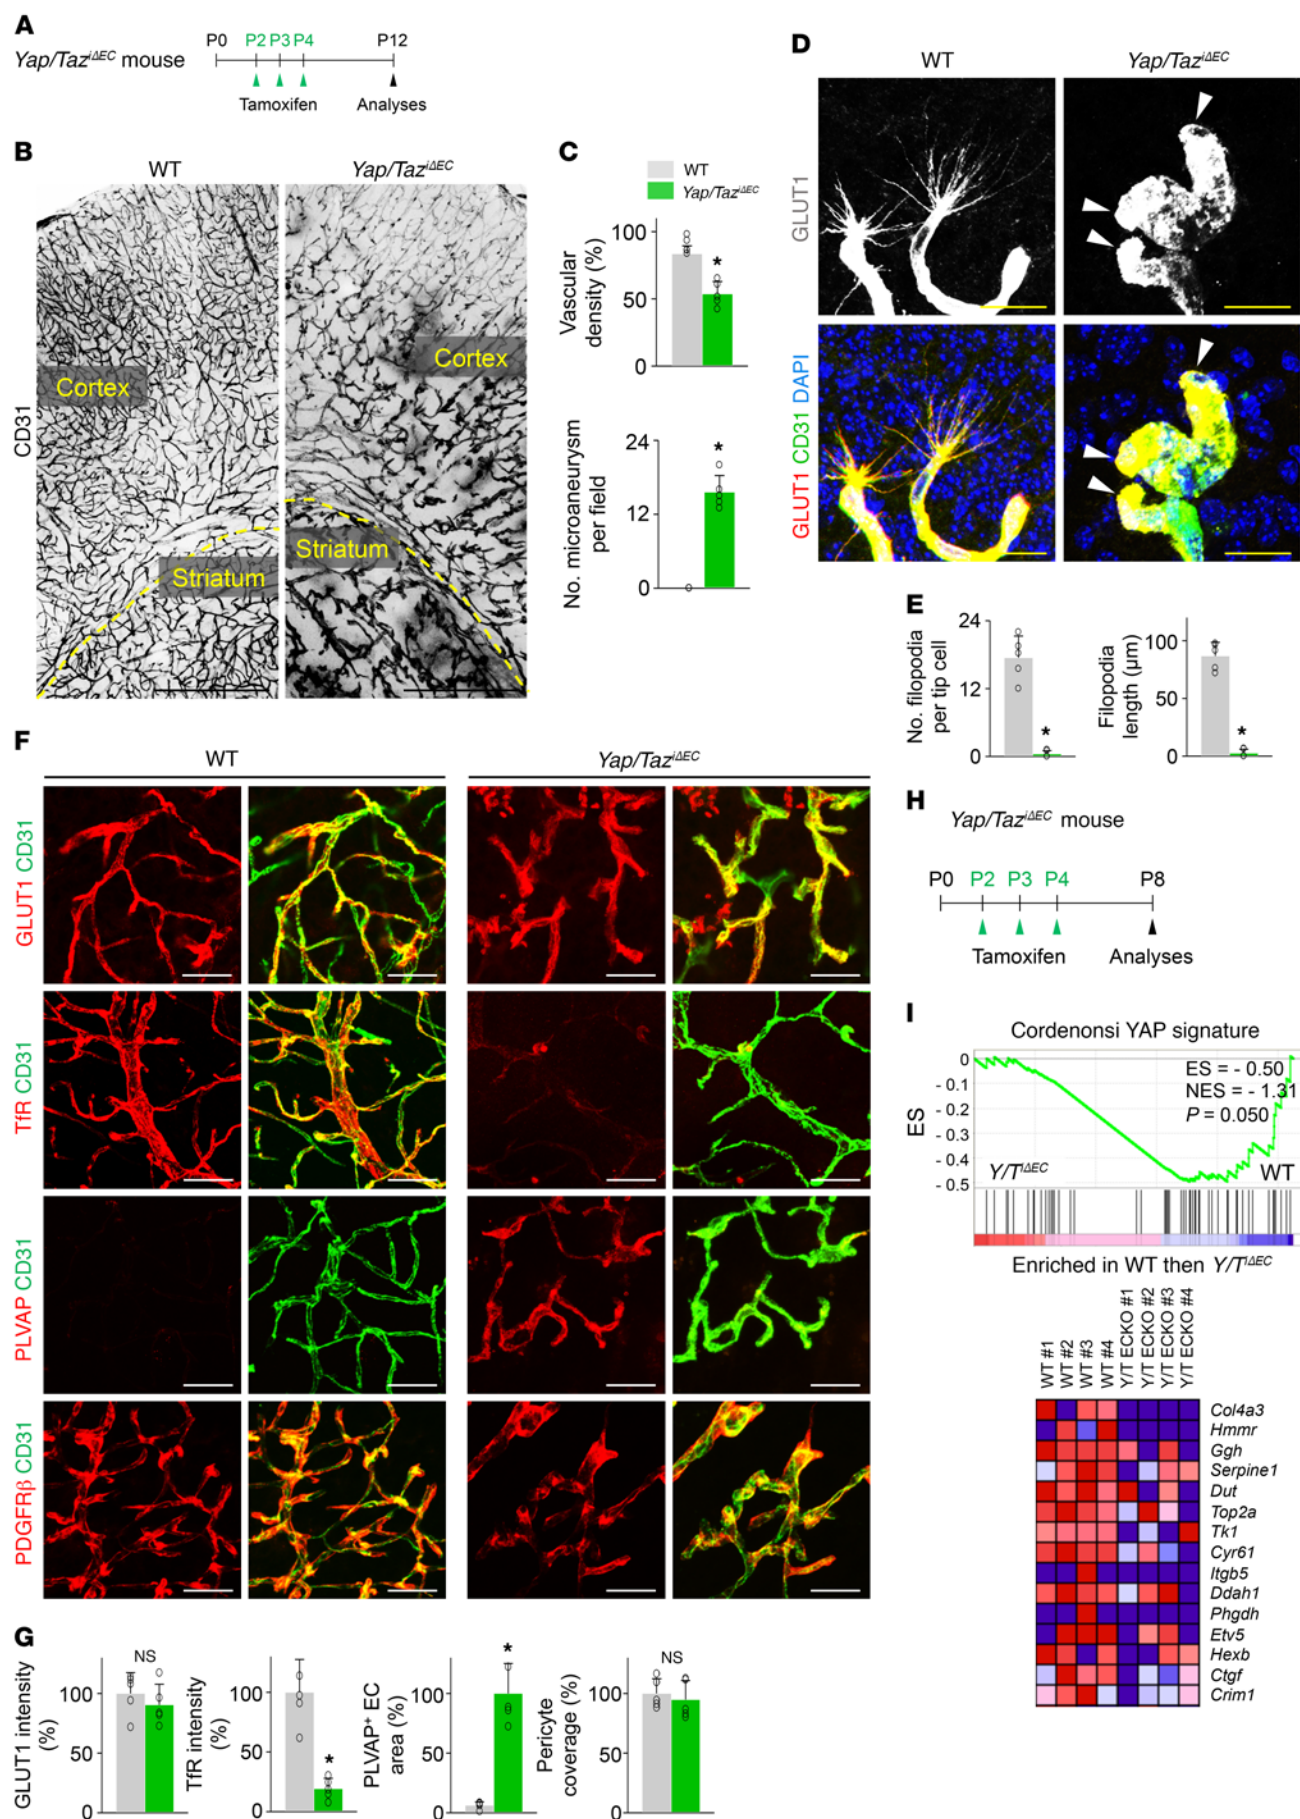 A
P0 P2 P3 P4 P12
Yap/Taz^iΔEC mouse
Tamoxifen Analyses
B
WT Yap/Taz^iΔEC
CD31
Cortex
Cortex
Striatum
Striatum
C
WT
Yap/Taz^iΔEC
Vascular density (%)
100
50
0
*
No. microaneurysm per field
24
12
0
*
D
WT Yap/Taz^iΔEC
GLUT1
GLUT1 CD31 DAPI
E
No. filopodia per tip cell
24
12
0
*
Filopodia length (μm)
100
50
0
*
F
WT Yap/Taz^iΔEC
GLUT1 CD31
TfR CD31
PLVAP CD31
PDGFRβ CD31
G
GLUT1 intensity (%)
100
50
0
NS
TfR intensity (%)
100
50
0
*
PLVAP+ EC area (%)
100
50
0
*
Pericyte coverage (%)
100
50
0
NS
H
Yap/Taz^iΔEC mouse
P0 P2 P3 P4 P8
Tamoxifen Analyses
I
Cordenonsi YAP signature
ES
0
- 0.1
- 0.2
- 0.3
- 0.4
- 0.5
ES = - 0.50
NES = - 1.31
P = 0.050
Y/T^iΔEC WT
Enriched in WT then Y/T^iΔEC
WT #1
WT #2
WT #3
WT #4
Y/T ECKO #1
Y/T ECKO #2
Y/T ECKO #3
Y/T ECKO #4
Col4a3
Hmmr
Ggh
Serpine1
Dut
Top2a
Tk1
Cyr61
Itgb5
Ddah1
Phgdh
Etv5
Hexb
Ctgf
Crim1